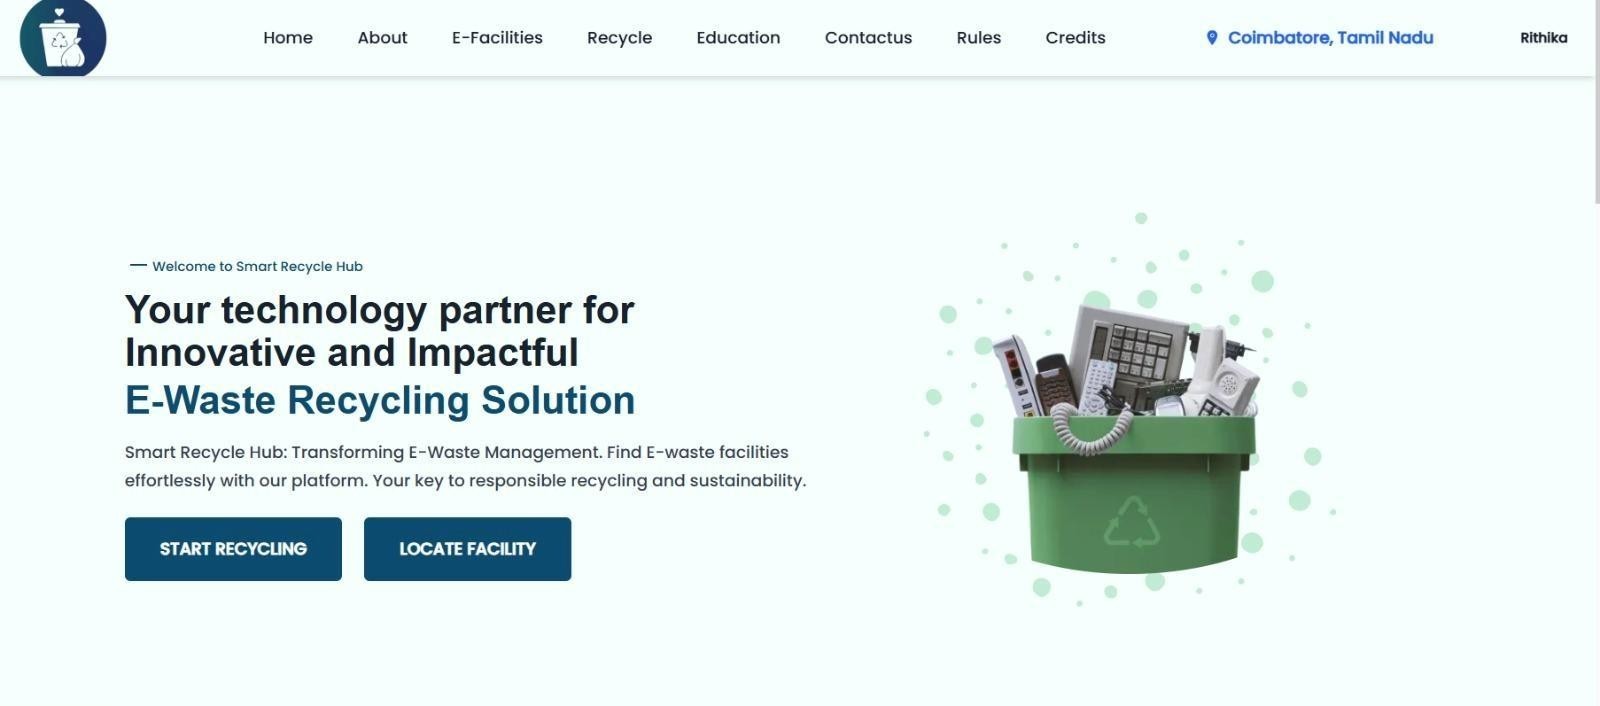 Home About E-Facilities Recycle Education Contactus Rules Credits Coimbatore, Tamil Nadu Rithika
Welcome to Smart Recycle Hub
Your technology partner for
Innovative and Impactful
E-Waste Recycling Solution
Smart Recycle Hub: Transforming E-Waste Management. Find E-waste facilities
effortlessly with our platform. Your key to responsible recycling and sustainability.
START RECYCLING LOCATE FACILITY